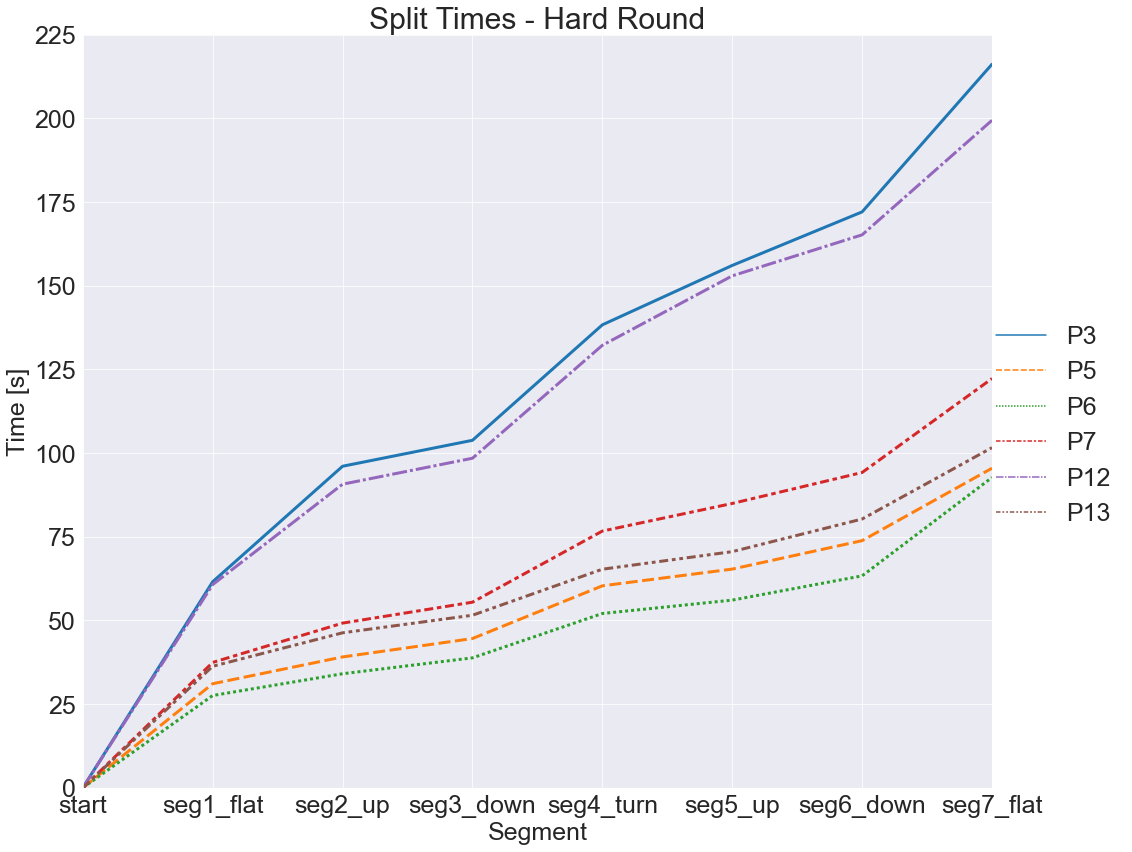 Split Times - Hard Round
225
200
175
150
125
100
75
50
25
0
Time [s]
start seg1_flat seg2_up seg3_down seg4_turn seg5_up seg6_down seg7_flat
Segment
P3
P5
P6
P7
P12
P13